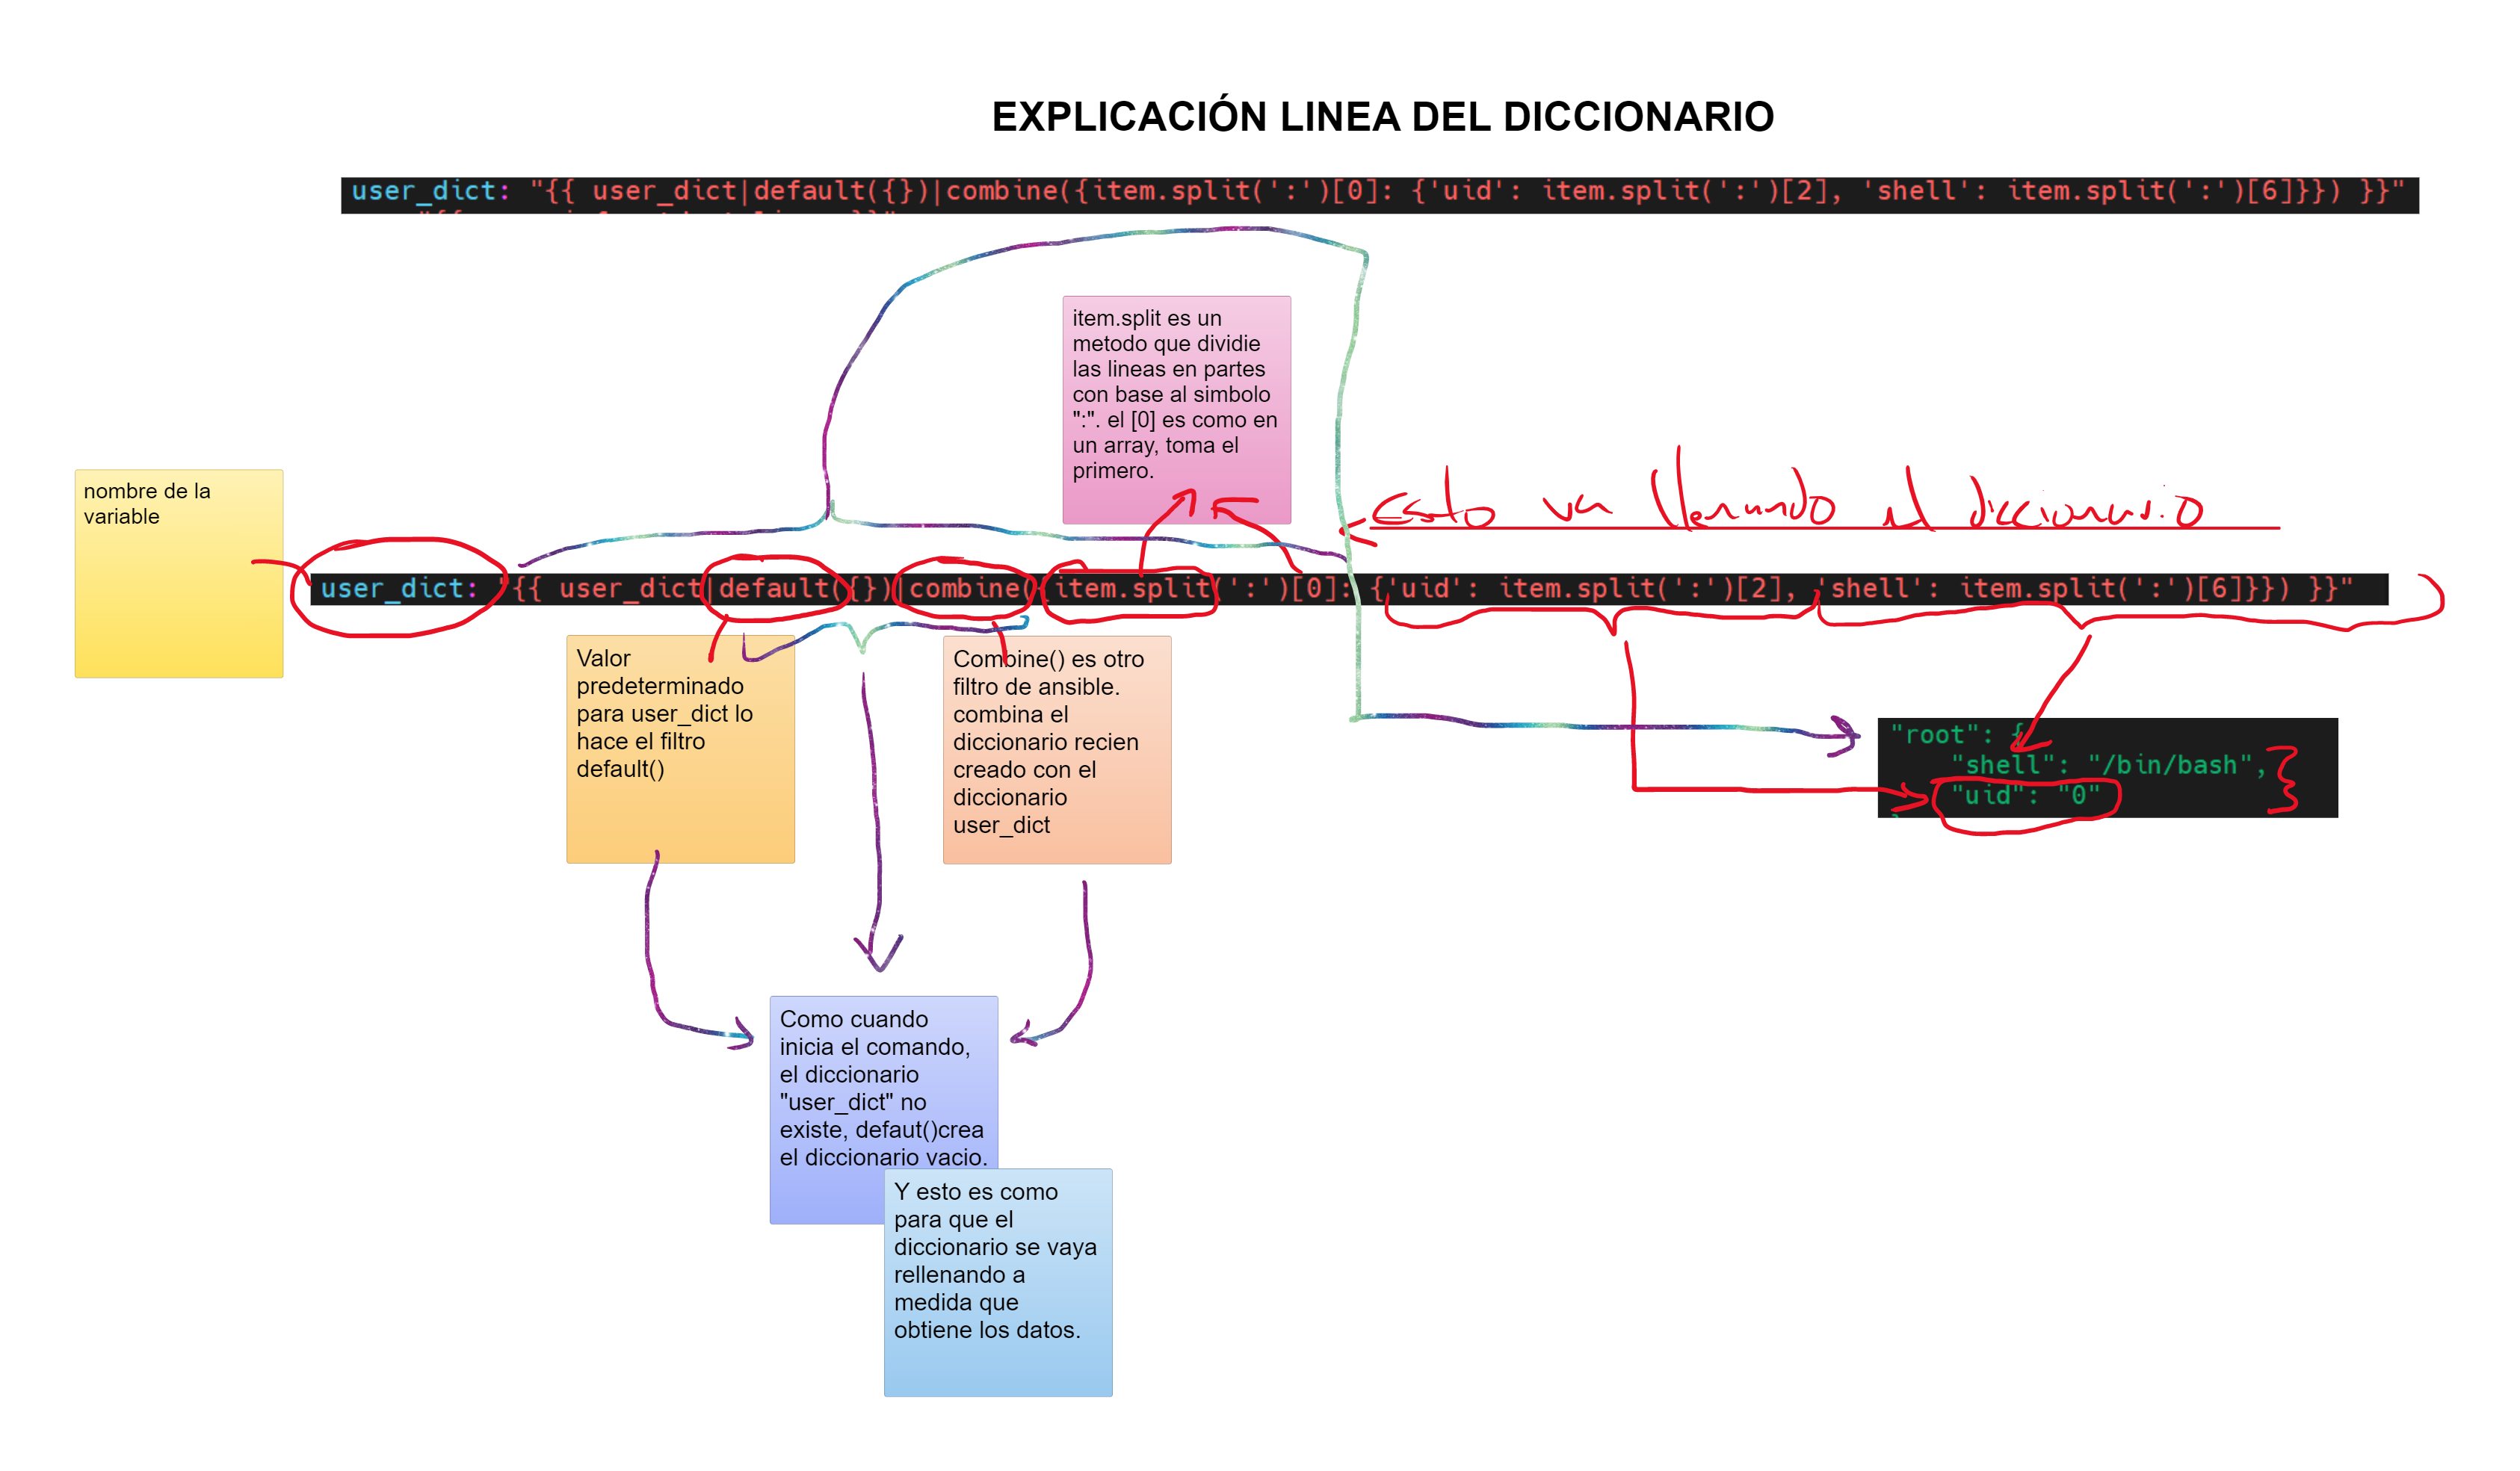 EXPLICACIÓN LINEA DEL DICCIONARIO
user_dict: "{{ user_dict|default({})|combine({item.split(':')[0]: {'uid': item.split(':')[2], 'shell': item.split(':')[6]}}) }}"
item.split es un
metodo que dividie
las lineas en partes
con base al simbolo
":". el [0] es como en
un array, toma el
primero.
esto va llenando el diccionario
nombre de la
variable
user_dict: "{{ user_dict|default({})|combine({item.split(':')[0]: {'uid': item.split(':')[2], 'shell': item.split(':')[6]}}) }}"
Valor
predeterminado
para user_dict lo
hace el filtro
default()
Combine() es otro
filtro de ansible.
combina el
diccionario recien
creado con el
diccionario
user_dict
"root": {
"shell": "/bin/bash",
"uid": "0"
Como cuando
inicia el comando,
el diccionario
"user_dict" no
existe, defaut()crea
el diccionario vacio.
Y esto es como
para que el
diccionario se vaya
rellenando a
medida que
obtiene los datos.